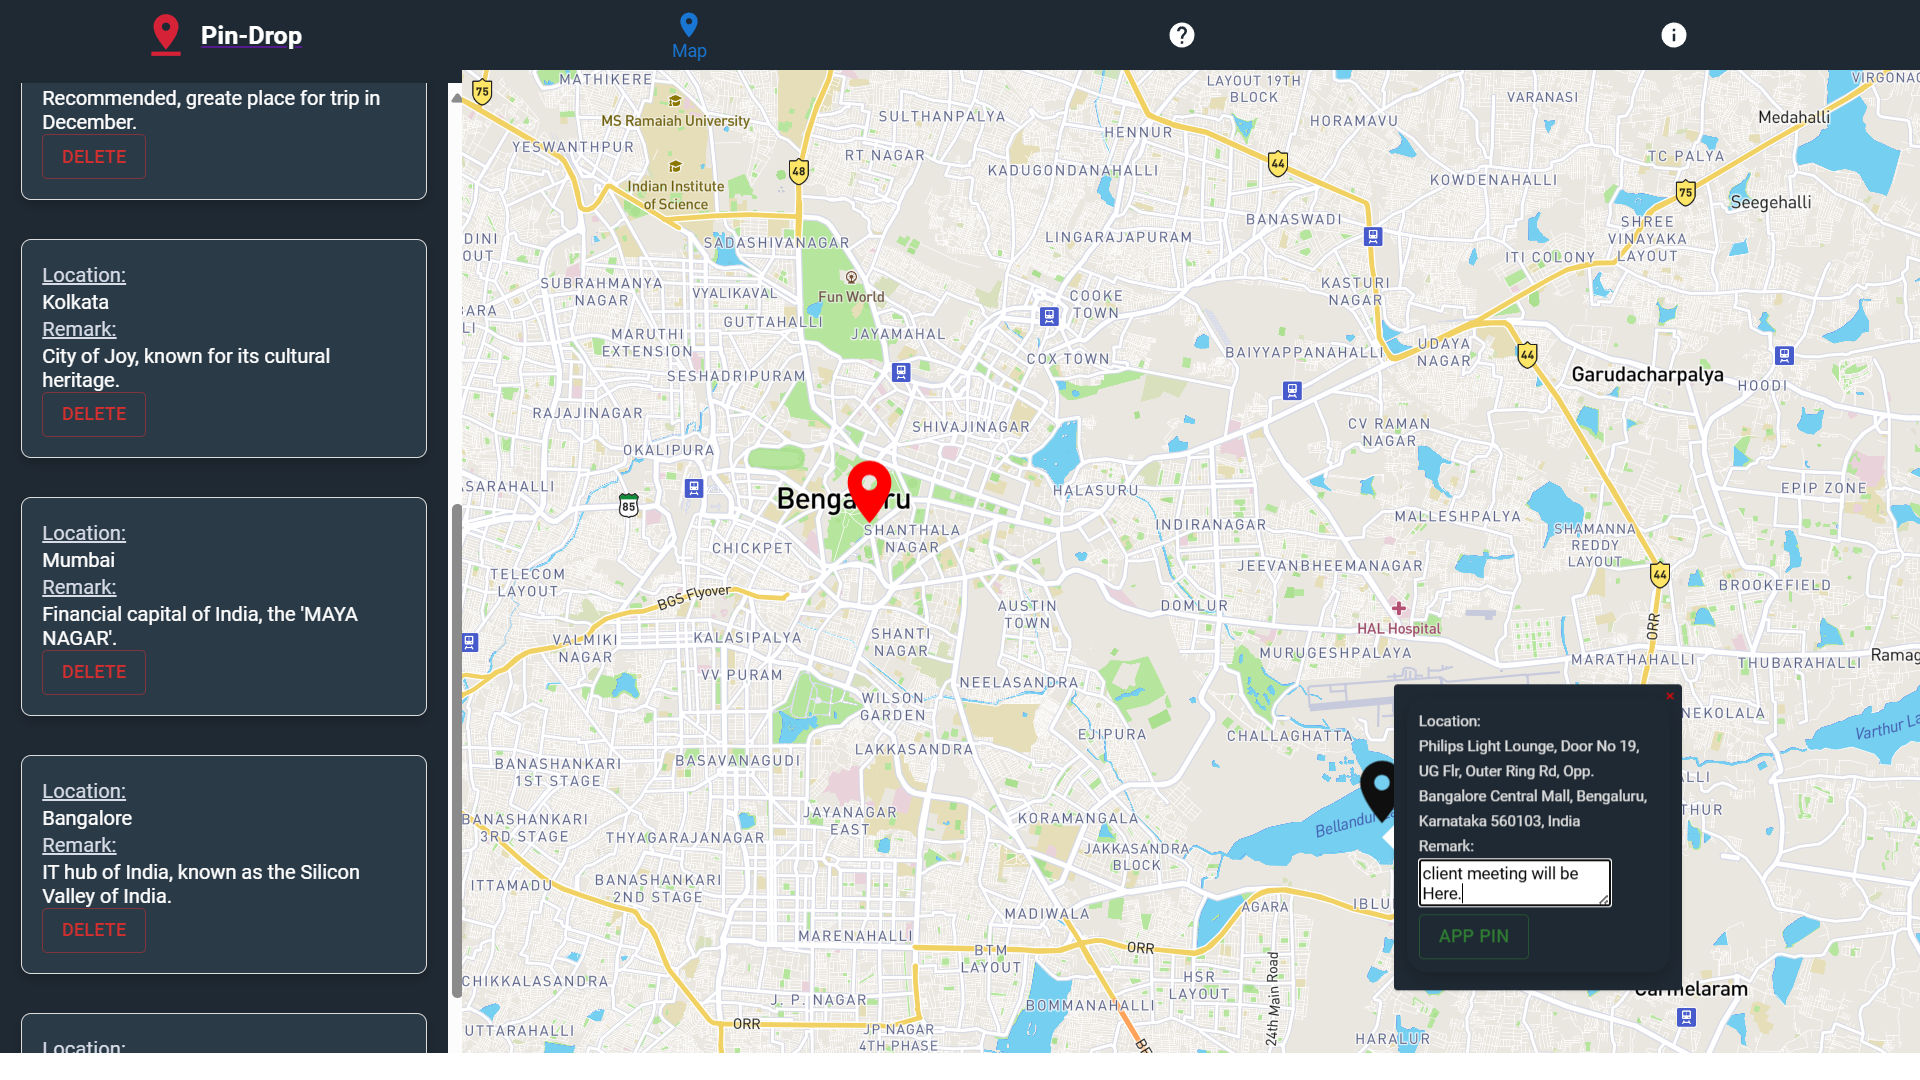 Pin-Drop
Map
Recommended, greate place for trip in
December.
DELETE
Location:
Kolkata
Remark:
City of Joy, known for its cultural
heritage.
DELETE
Location:
Mumbai
Remark:
Financial capital of India, the 'MAYA
NAGAR'.
DELETE
Location:
Bangalore
Remark:
IT hub of India, known as the Silicon
Valley of India.
DELETE
Location:
MATHIKERE
75
MS Ramaiah University
YESWANTHPUR
48
RT NAGAR
SULTHANPALYA
HENNUR
LAYOUT 19TH
BLOCK
HORAMAVU
VARANASI
Medahalli
44
KADUGONDANAHALLI
TC PALYA
KOWDENAHALLI
75
Seegehalli
Indian Institute
of Science
SADASHIVANAGAR
LINGARAJAPURAM
BANASWADI
SHREE
VINAYAKA
LAYOUT
ITI COLONY
SUBRAHMANYA
NAGAR
VYALIKAVAL
Fun World
COOKE
TOWN
KASTURI
NAGAR
GUTTAHALLI
MARUTHI
EXTENSION
JAYAMAHAL
COX TOWN
BAIYYAPPANAHALLI
UDAYA
NAGAR
44
Garudacharpalya
HOODI
SESHADRIPURAM
RAJAJINAGAR
SHIVAJINAGAR
CV RAMAN
NAGAR
OKALIPURA
85
HALASURU
EPIP ZONE
INDIRANAGAR
MALLESHPALYA
SHAMANNA
REDDY
LAYOUT
SHANTHALA
NAGAR
CHICKPET
TELECOM
LAYOUT
JEEVANBHEEMANAGAR
44
BROOKEFIELD
BGS Flyover
AUSTIN
TOWN
DOMLUR
HAL Hospital
ORR
VALMIKI
NAGAR
KALASIPALYA
SHANTI
NAGAR
MURUGESHPALAYA
MARATHAHALLI
THUBARAHALLI
VV PURAM
NEELASANDRA
WILSON
GARDEN
EJIPURA
CHALLAGHATTA
NEKOLALA
LAKKASANDRA
BANASHANKARI
1ST STAGE
BASAVANAGUDI
BANASHANKARI
3RD STAGE
THYAGARAJANAGAR
JAYANAGAR
EAST
KORAMANGALA
JAKKASANDRA
BLOCK
ITTAMADU
BANASHANKARI
2ND STAGE
MADIWALA
AGARA
MARENAHALLI
BTM
LAYOUT
ORR
HSR
LAYOUT
24th Main Road
CHIKKALASANDRA
J. P. NAGAR
BOMMANAHALLI
UTTARAHALLI
ORR
JP NAGAR
4TH PHASE
HARALUR
Location:
Philips Light Lounge, Door No 19,
UG Flr, Outer Ring Rd, Opp.
Bangalore Central Mall, Bengaluru,
Karnataka 560103, India
Remark:
client meeting will be
Here.
APP PIN